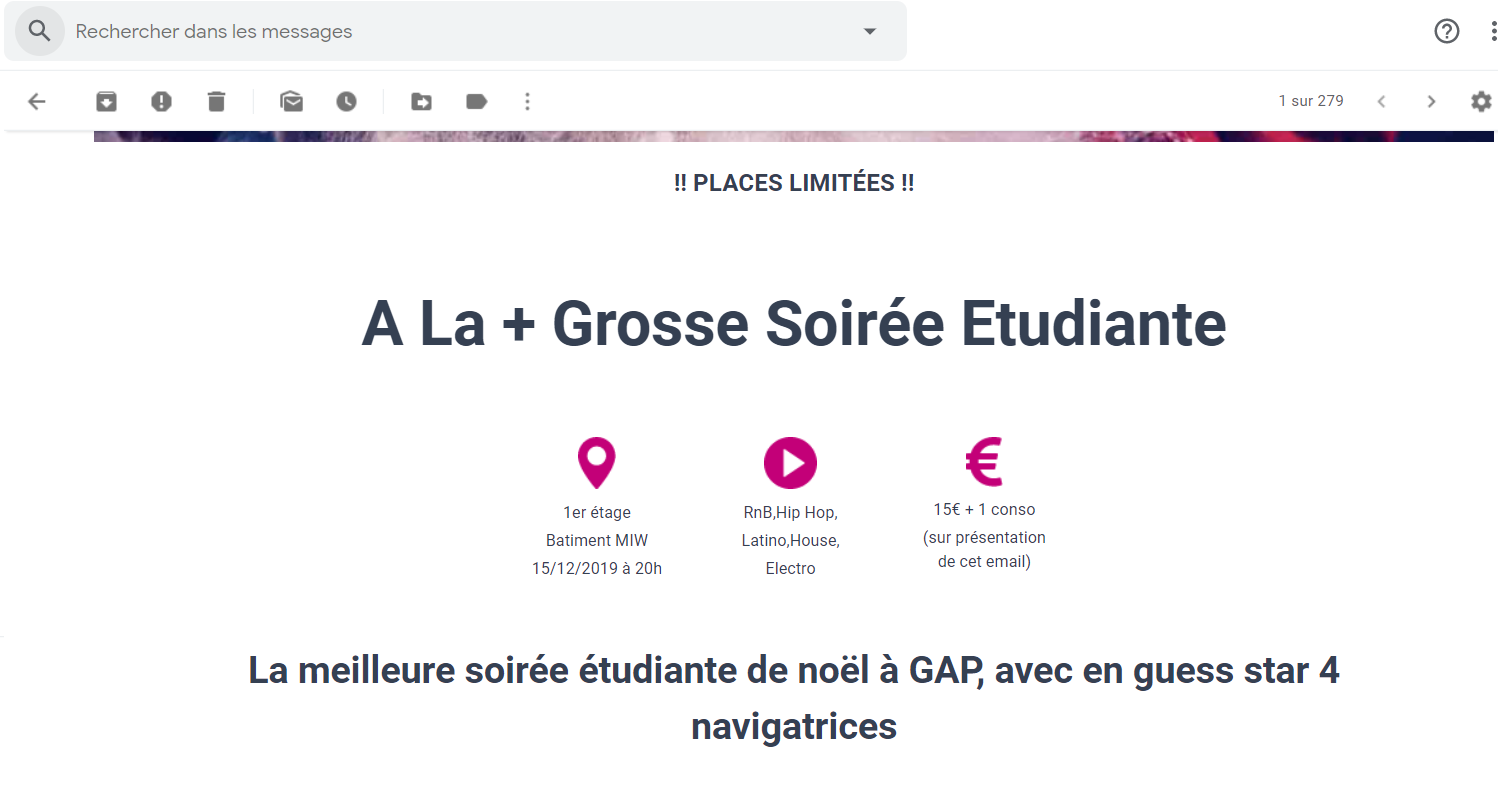 Rechercher dans les messages
1 sur 279
!! PLACES LIMITÉES !!
A La + Grosse Soirée Etudiante
1er étage
Batiment MIW
15/12/2019 à 20h
RnB,Hip Hop,
Latino,House,
Electro
€
15€ + 1 conso
(sur présentation
de cet email)
La meilleure soirée étudiante de noël à GAP, avec en guess star 4
navigatrices